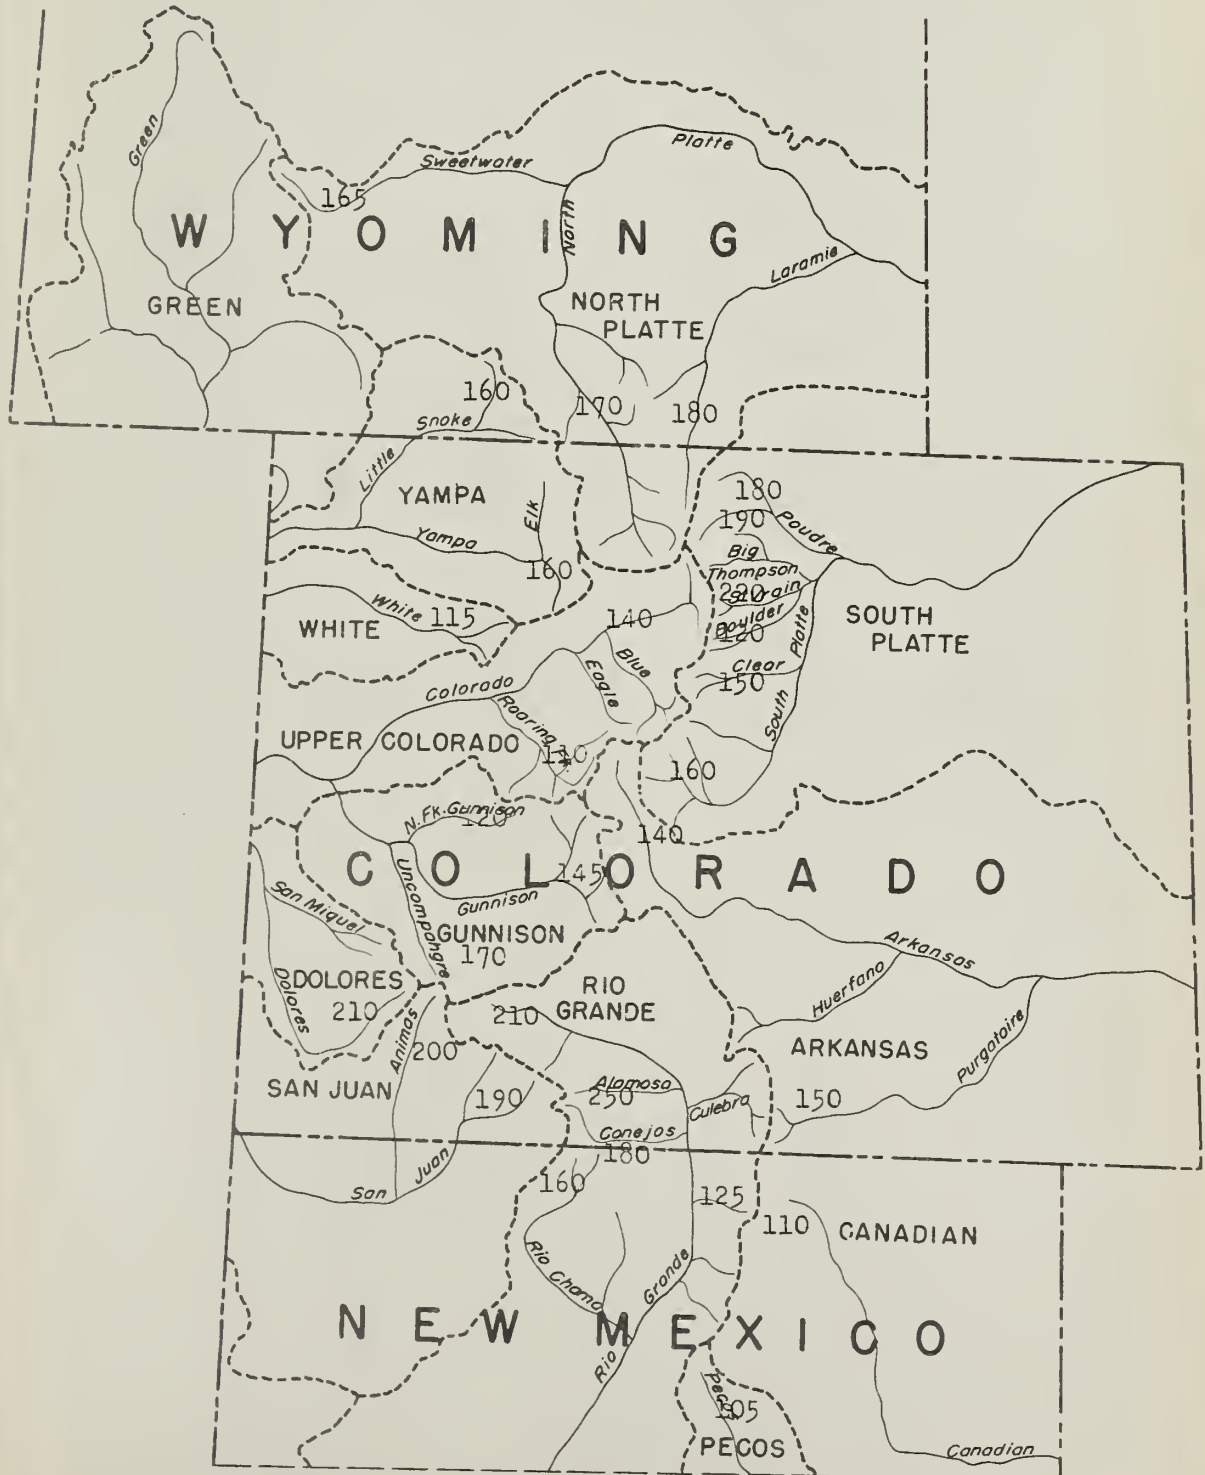 Green
Sweetwater
Platte
165
North
W Y O M I N G
Laramie
GREEN
NORTH
PLATTE
160
170
180
Snake
Little
YAMPA
Elk
180
190
Poudre
Yampa
Big
Thompson
160
White
115
WHITE
140
Boulder
120
Platte
SOUTH
PLATTE
Clear
150
Blue
Eagle
Colorado
Roaring F
South
UPPER COLORADO
110
160
N. Fk. Gunnison
120
140
C O L O R A D O
145
Uncompahgre
Gunnison
San Miguel
GUNNISON
170
Arkansas
DOLORES
Dolores
210
RIO
GRANDE
210
Huerfano
Animas
200
ARKANSAS
Purgatoire
SAN JUAN
190
Alamosa
250
Culebra
150
Conejos
180
Juan
San
160
125
110
CANADIAN
Rio Chama
Grande
N E W M E X I C O
Rio
Pecos
105
PECOS
Canadian